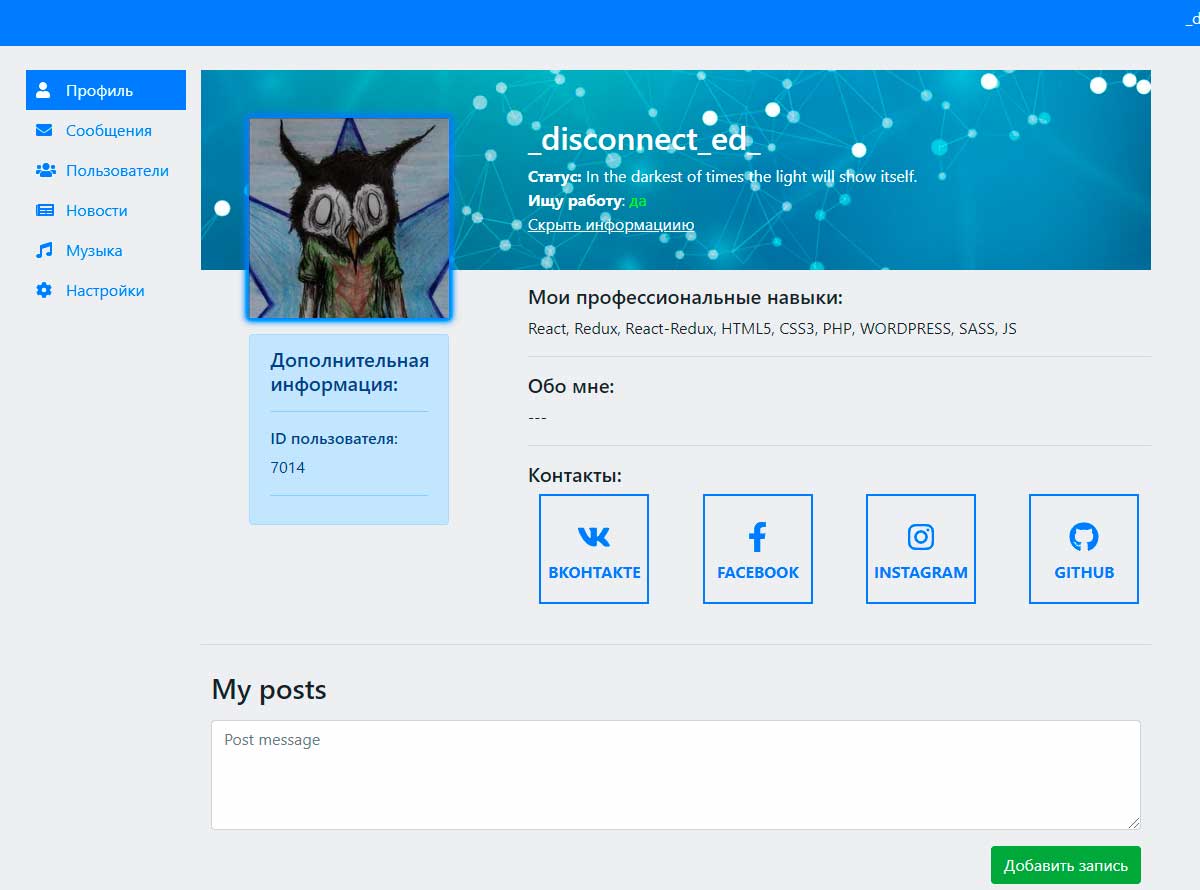 _d
Профиль
Сообщения
Пользователи
Новости
Музыка
Настройки
_disconnect_ed_
Статус: In the darkest of times the light will show itself.
Ищу работу: да
Скрыть информациию
Дополнительная
информация:
ID пользователя:
7014
Мои профессиональные навыки:
React, Redux, React-Redux, HTML5, CSS3, PHP, WORDPRESS, SASS, JS
Обо мне:
---
Контакты:
ВКОНТАКТЕ
FACEBOOK
INSTAGRAM
GITHUB
My posts
Post message
Добавить запись